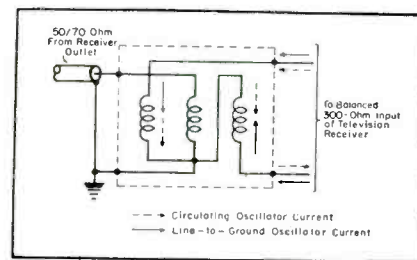 50/70 Ohm
From Receiver
Outlet
To Balanced
300-Ohm Input
of Television
Receiver
Circulating Oscillator Current
Line-to-Ground Oscillator Current